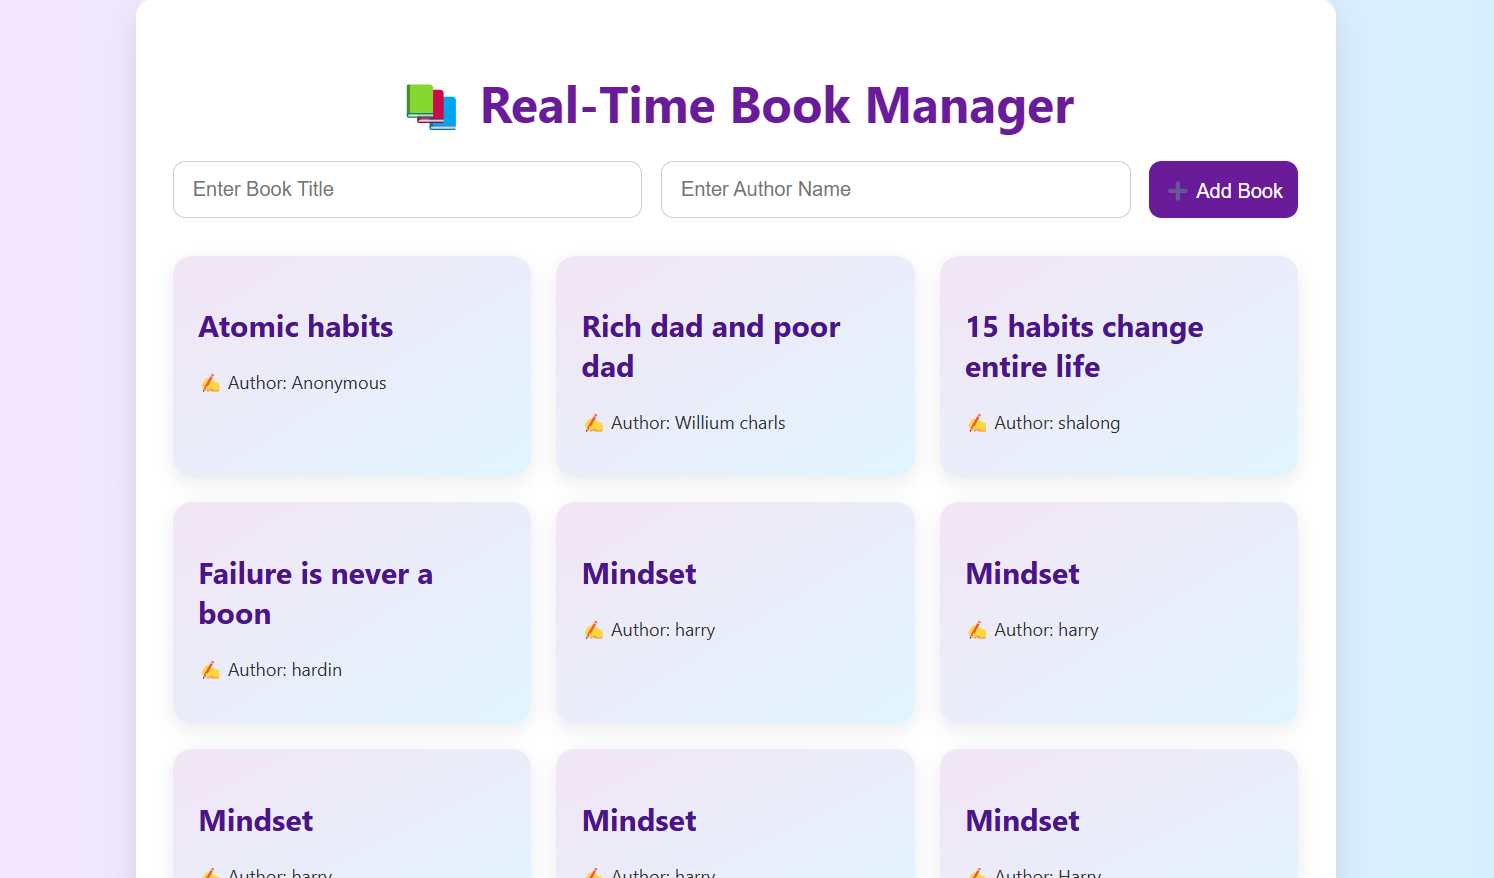 📚 Real-Time Book Manager
Enter Book Title
Enter Author Name
➕ Add Book
Atomic habits
✍️ Author: Anonymous
Rich dad and poor
dad
✍️ Author: Willium charls
15 habits change
entire life
✍️ Author: shalong
Failure is never a
boon
✍️ Author: hardin
Mindset
✍️ Author: harry
Mindset
✍️ Author: harry
Mindset
✍️ Author: harry
Mindset
✍️ Author: harry
Mindset
✍️ Author: Harry